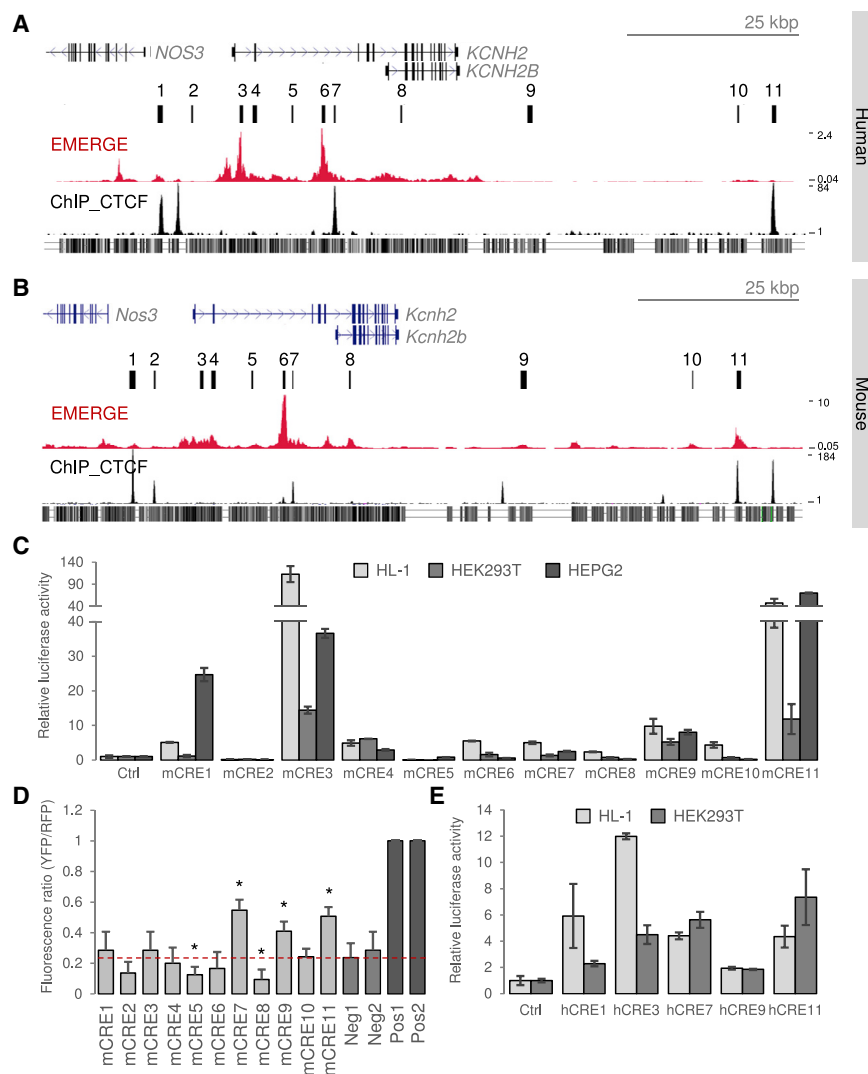 A
25 kbp
NOS3
KCNH2
KCNH2B
1 2 3 4 5 6 7 8 9 10 11
EMERGE
2.4
0.04
ChIP_CTCF
84
1
Human
B
25 kbp
Nos3
Kcnh2
Kcnh2b
1 2 3 4 5 6 7 8 9 10 11
EMERGE
10
0.05
ChIP_CTCF
184
1
Mouse
C
Relative luciferase activity
140
90
40
40
30
20
10
0
HL-1 HEK293T HEPG2
Ctrl mCRE1 mCRE2 mCRE3 mCRE4 mCRE5 mCRE6 mCRE7 mCRE8 mCRE9 mCRE10 mCRE11
D
Fluorescence ratio (YFP/RFP)
1.2
1
0.8
0.6
0.4
0.2
0
* * * * *
mCRE1 mCRE2 mCRE3 mCRE4 mCRE5 mCRE6 mCRE7 mCRE8 mCRE9 mCRE10 mCRE11 Neg1 Neg2 Pos1 Pos2
E
Relative luciferase activity
14
12
10
8
6
4
2
0
HL-1 HEK293T
Ctrl hCRE1 hCRE3 hCRE7 hCRE9 hCRE11